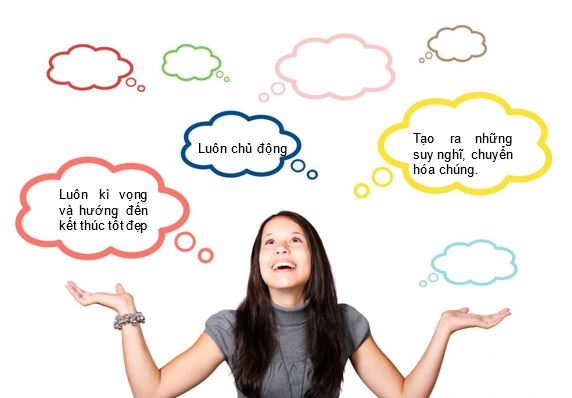 Luôn chủ động
Tạo ra những
suy nghĩ, chuyển
hóa chúng.
Luôn kì vọng
và hướng đến
kết thúc tốt đẹp